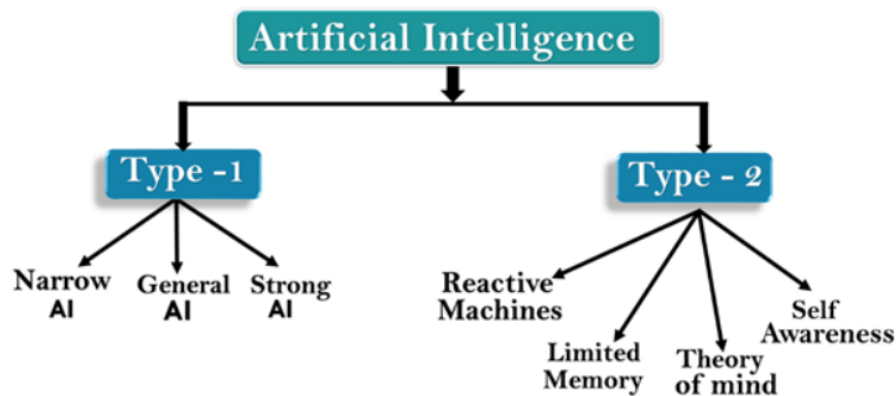 Artificial Intelligence
Type -1
Type - 2
Narrow
AI
General
AI
Strong
AI
Reactive
Machines
Limited
Memory
Theory
of mind
Self
Awareness